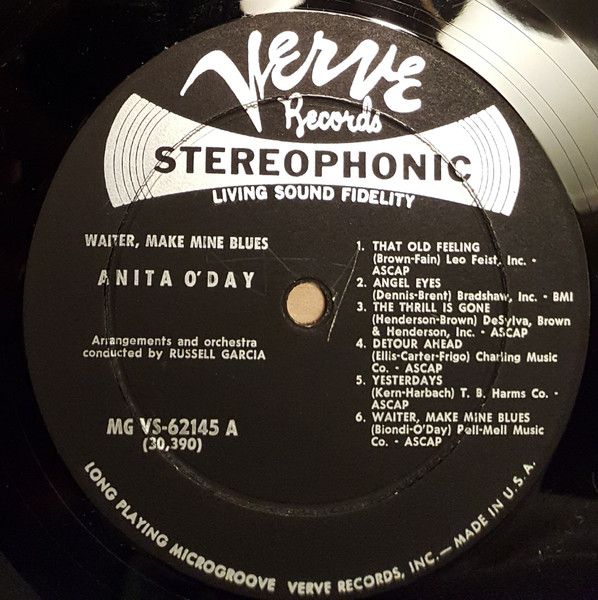 Verve
Records
STEREOPHONIC
LIVING SOUND FIDELITY
WAITER, MAKE MINE BLUES
ANITA O'DAY
Arrangements and orchestra
conducted by RUSSELL GARCIA
MG VS-62145 A
(30,390)
1. THAT OLD FEELING
(Brown-Fain) Leo Feist, Inc. -
ASCAP
2. ANGEL EYES
(Dennis-Brent) Bradshaw, Inc. - BMI
3. THE THRILL IS GONE
(Henderson-Brown) DeSylva, Brown
& Henderson, Inc. - ASCAP
4. DETOUR AHEAD
(Ellis-Carter-Frigo) Charling Music
Co. - ASCAP
5. YESTERDAYS
(Kern-Harbach) T. B. Harms Co. -
ASCAP
6. WAITER, MAKE MINE BLUES
(Biondi-O'Day) Pell-Mell Music
Co. - ASCAP
LONG PLAYING MICROGROOVE VERVE RECORDS, INC. — MADE IN U.S.A.